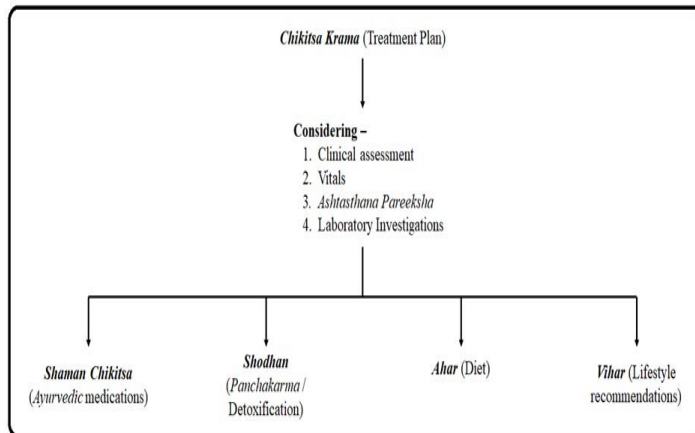 Chikitsa Krama (Treatment Plan)
Considering –
1. Clinical assessment
2. Vitals
3. Ashtasthana Pareeksha
4. Laboratory Investigations
Shaman Chikitsa
(Ayurvedic medications)
Shodhan
(Panchakarma /
Detoxification)
Ahar (Diet)
Vihar (Lifestyle
recommendations)